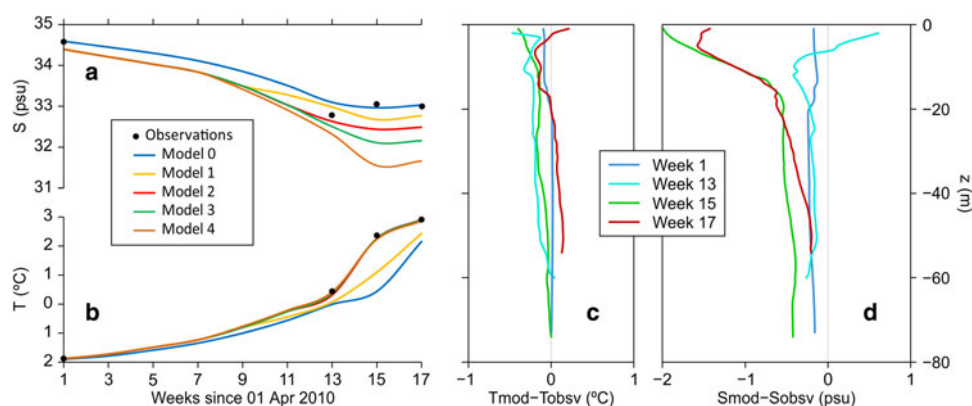 35
34
33
32
31
S (psu)
a
Observations
Model 0
Model 1
Model 2
Model 3
Model 4
3
2
1
0
1
2
T (ºC)
b
1 3 5 7 9 11 13 15 17
Weeks since 01 Apr 2010
c
−1 0 1
Tmod−Tobsv (ºC)
Week 1
Week 13
Week 15
Week 17
d
−2 −1 0 1
Smod−Sobsv (psu)
0
−20
−40
−60
−80
z (m)